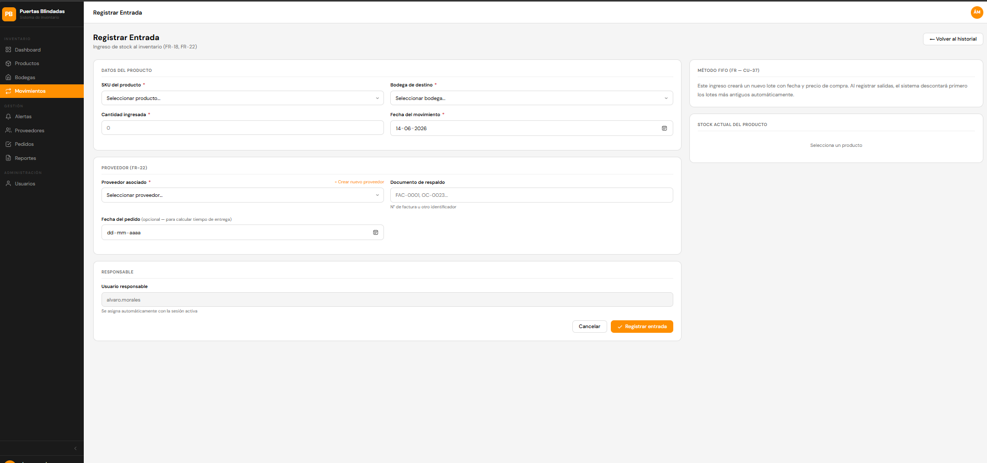 PB
Puertas Blindadas
INVENTARIO
Dashboard
Productos
Bodegas
Movimientos
GESTIÓN
Alertas
Proveedores
Pedidos
Reportes
ADMINISTRACIÓN
Usuarios
Registrar Entrada
ÁM
Registrar Entrada
Ingreso de stock al inventario (FR-18, FR-22)
← Volver al historial
DATOS DEL PRODUCTO
SKU del producto *
Seleccionar producto...
Bodega de destino *
Seleccionar bodega...
Cantidad ingresada *
0
Fecha del movimiento *
14-06-2026
PROVEEDOR (FR-22)
Proveedor asociado *
+ Crear nuevo proveedor
Seleccionar proveedor...
Documento de respaldo
FAC-0001, OC-0023...
N° de factura u otro identificador
Fecha del pedido (opcional — para calcular tiempo de entrega)
dd-mm-aaaa
RESPONSABLE
Usuario responsable
alvaro.morales
Se asigna automáticamente con la sesión activa
Cancelar
Registrar entrada
MÉTODO FIFO (FR — CU-07)
Este ingreso creará un nuevo lote con fecha y precio de compra. Al registrar salidas, el sistema descontará primero
los lotes más antiguos automáticamente.
STOCK ACTUAL DEL PRODUCTO
Seleccione un producto